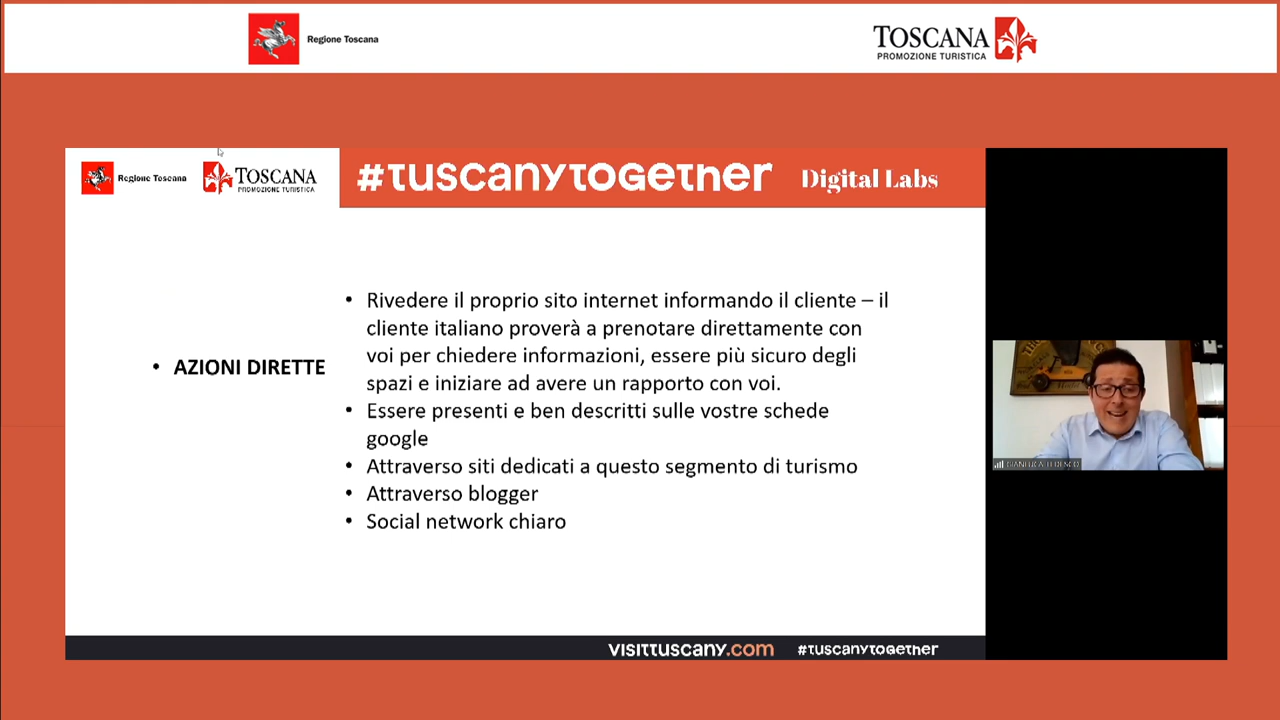 Regione Toscana
TOSCANA
PROMOZIONE TURISTICA
Regione Toscana
TOSCANA
PROMOZIONE TURISTICA
#TUSCANYTOGETHER
Digital Labs
• AZIONI DIRETTE
• Rivedere il proprio sito internet informando il cliente – il
cliente italiano proverà a prenotare direttamente con
voi per chiedere informazioni, essere più sicuro degli
spazi e iniziare ad avere un rapporto con voi.
• Essere presenti e ben descritti sulle vostre schede
google
• Attraverso siti dedicati a questo segmento di turismo
• Attraverso blogger
• Social network chiaro
GIANLUCA TEDESCO
VISITTUSCANY.com
#TUSCANYTOGETHER